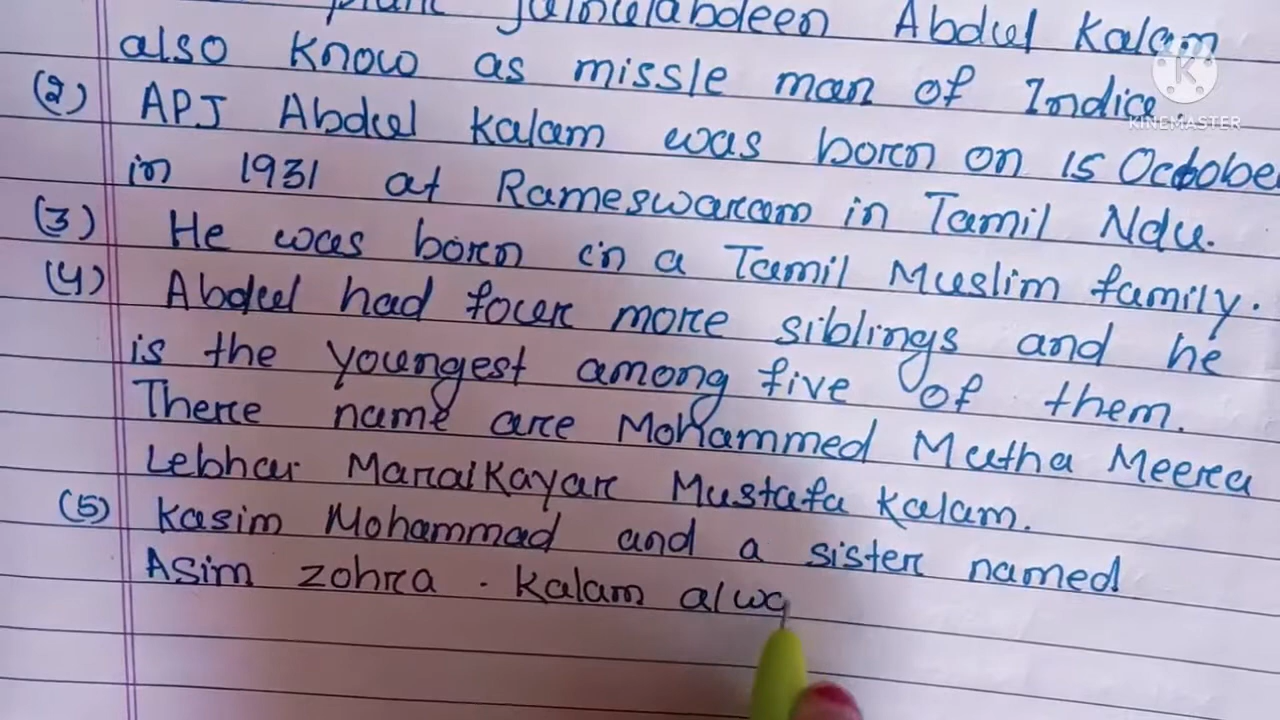 Jainulabdeen Abdul Kalam
also know as missle man of India.
(2) APJ Abdul Kalam was born on 15 Octobe
in 1931 at Rameswaram in Tamil Ndu.
(3) He was born in a Tamil Muslim family.
(4) Abdul had four more siblings and he
is the youngest among five of them.
There name are Mohammed Mutha Meera
Lebhai Maraikayar Mustafa Kalam.
(5) Kasim Mohammad and a sister named
Asim zohra. Kalam alwa
KINEMASTER